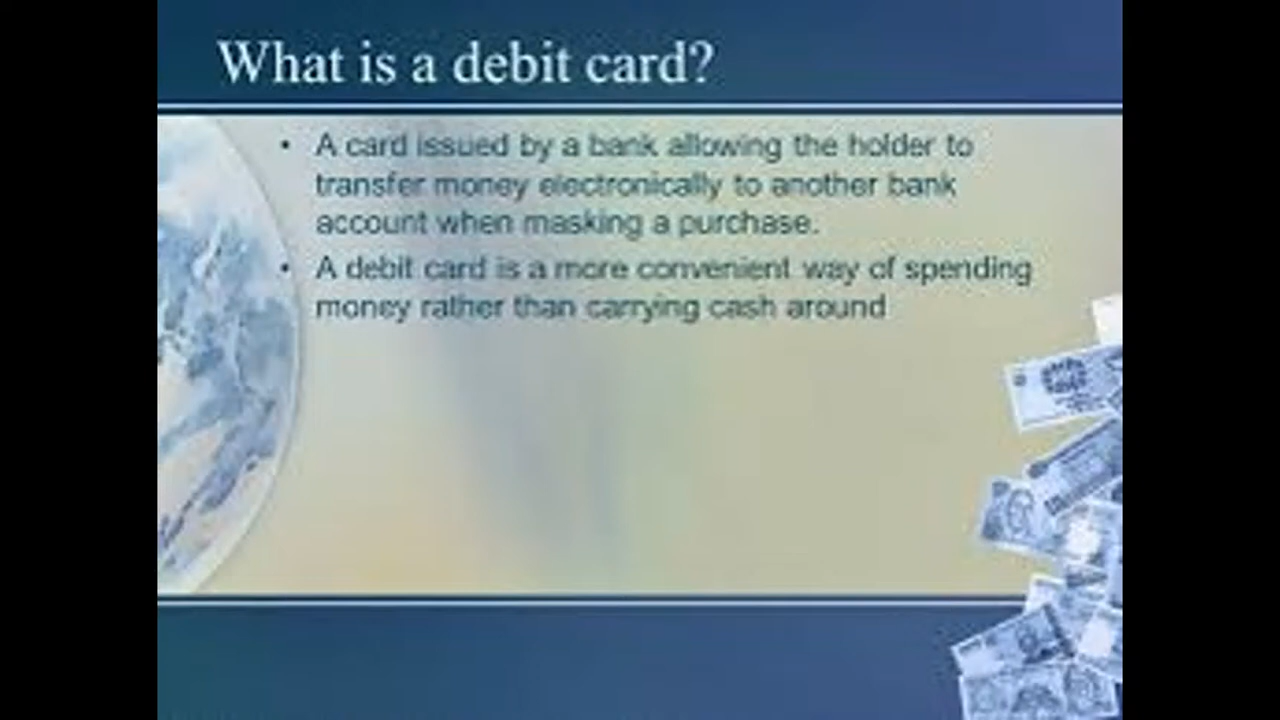 What is a debit card?
• A card issued by a bank allowing the holder to
transfer money electronically to another bank
account when masking a purchase.
• A debit card is a more convenient way of spending
money rather than carrying cash around